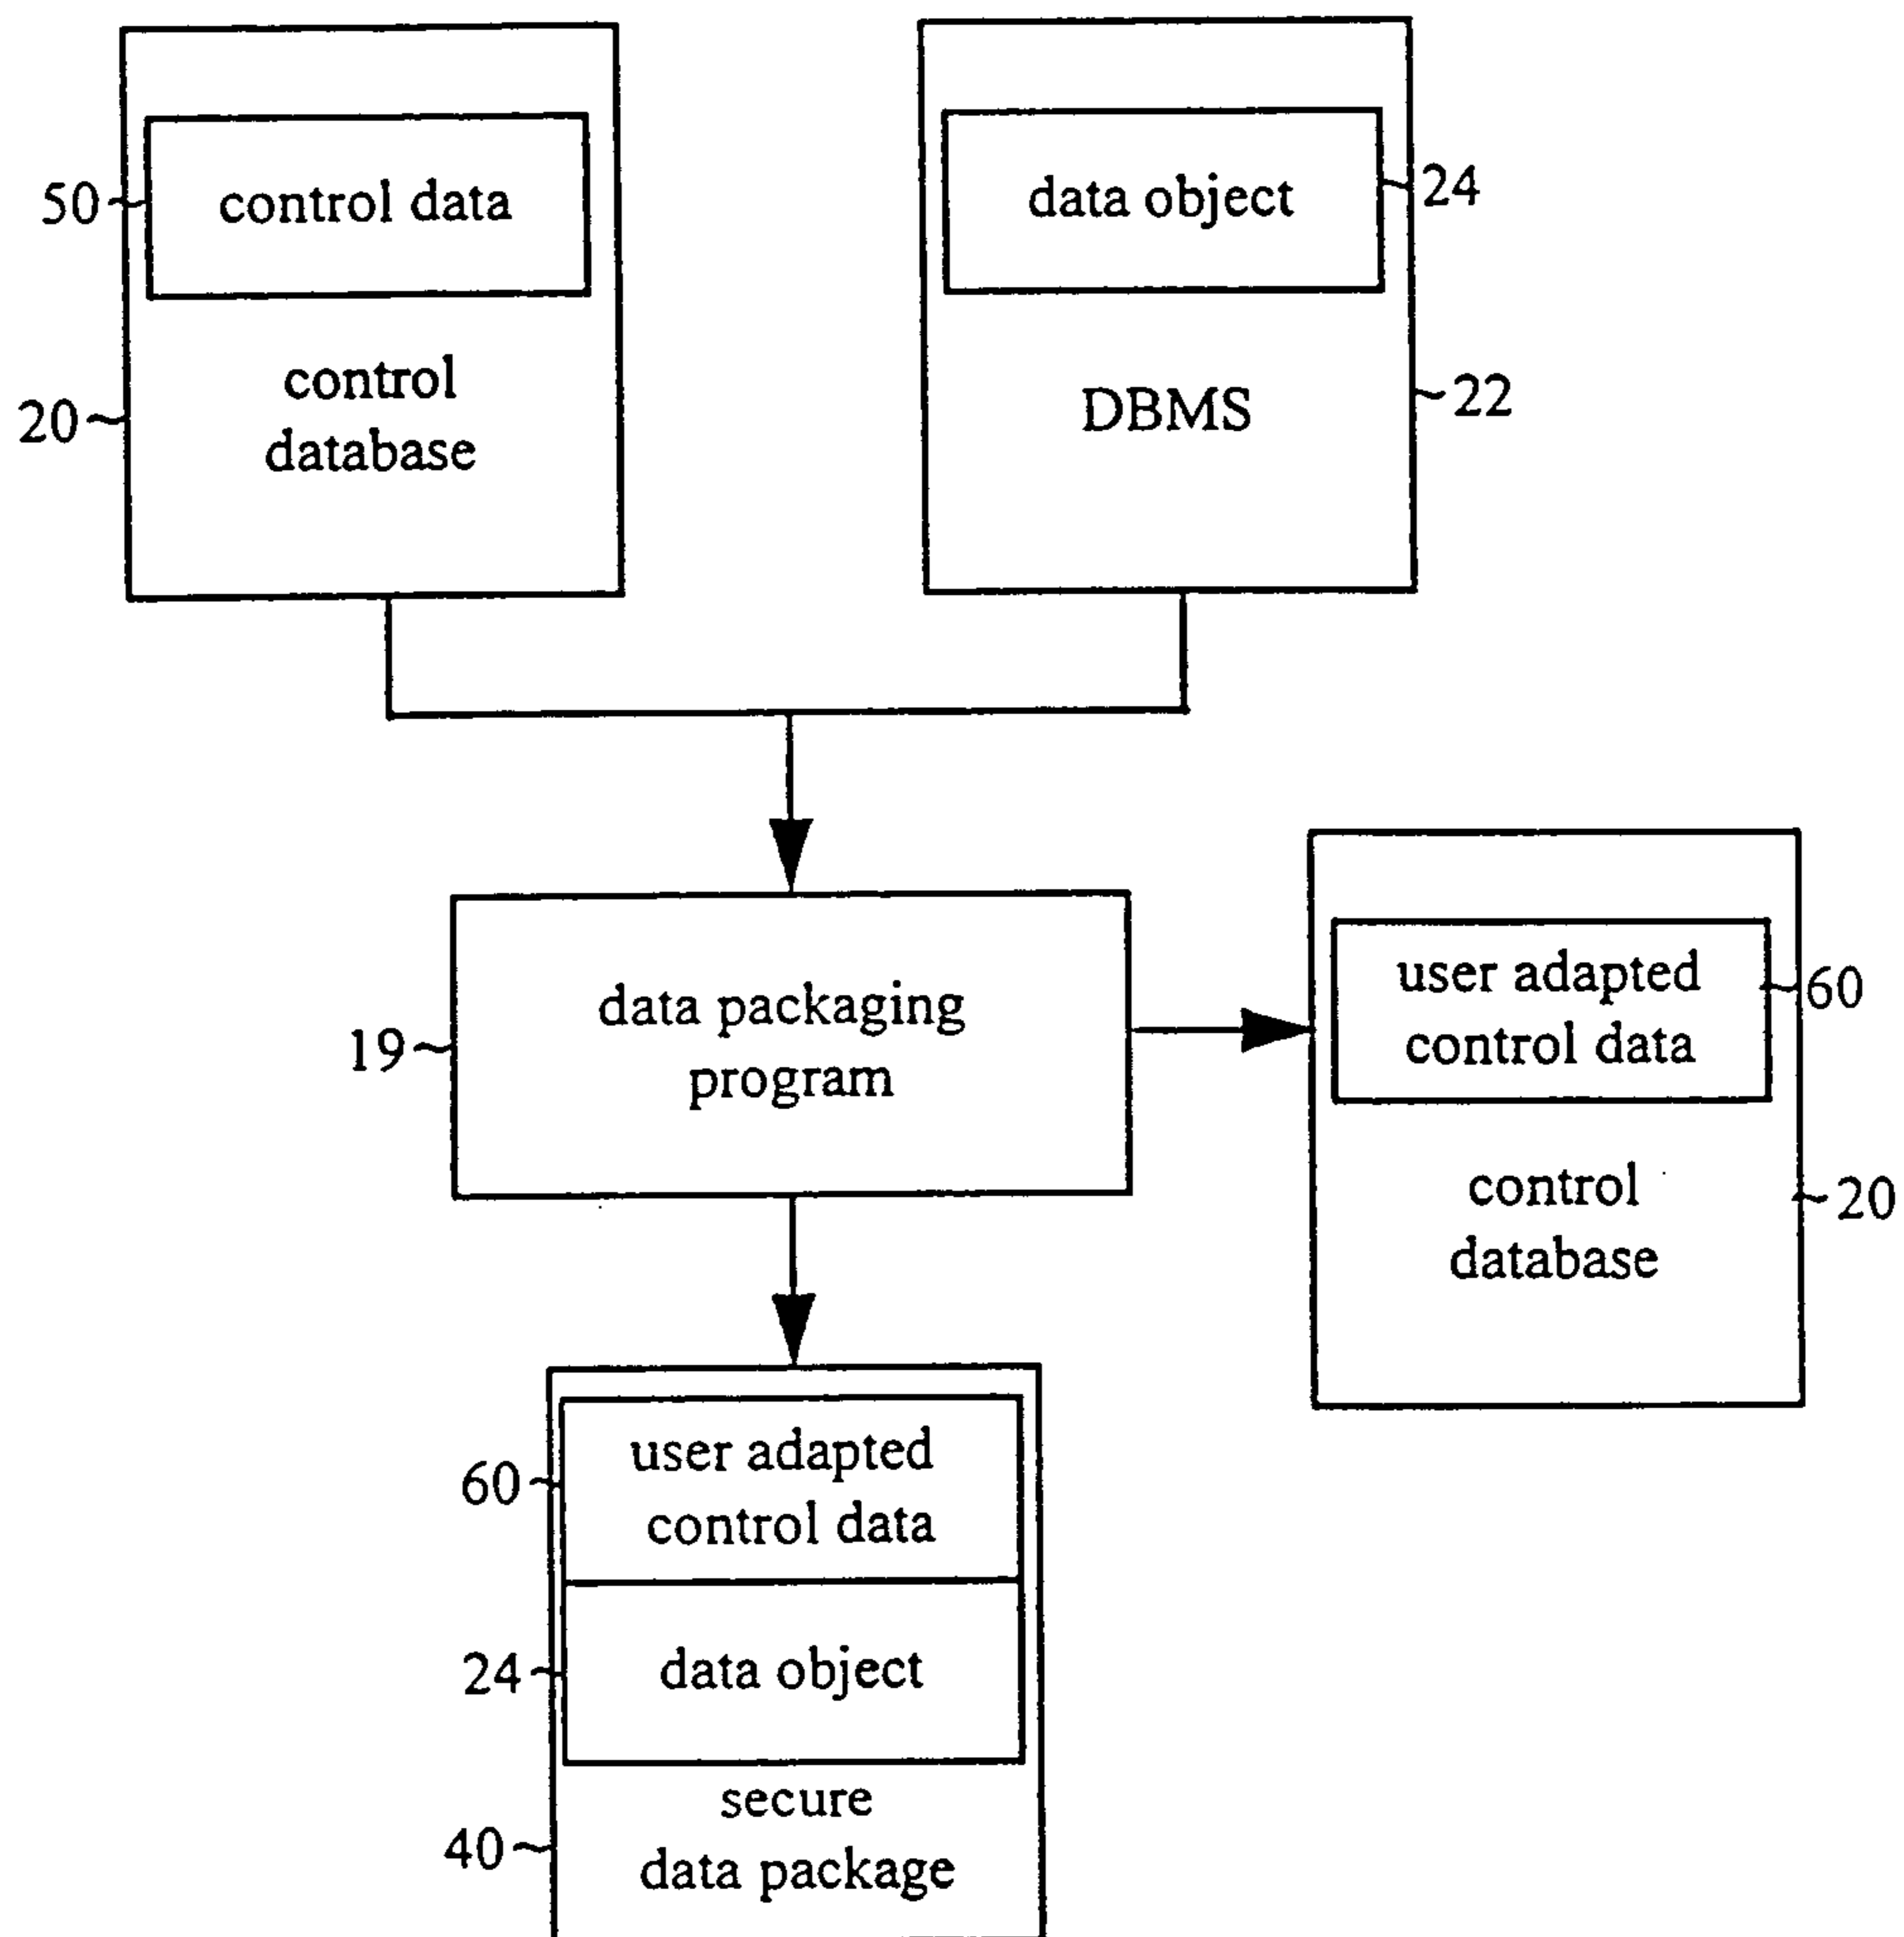 50
control data
control
database
20
data object
24
DBMS
22
19
data packaging
program
user adapted
control data
60
control
database
20
60
user adapted
control data
24
data object
40
secure
data package